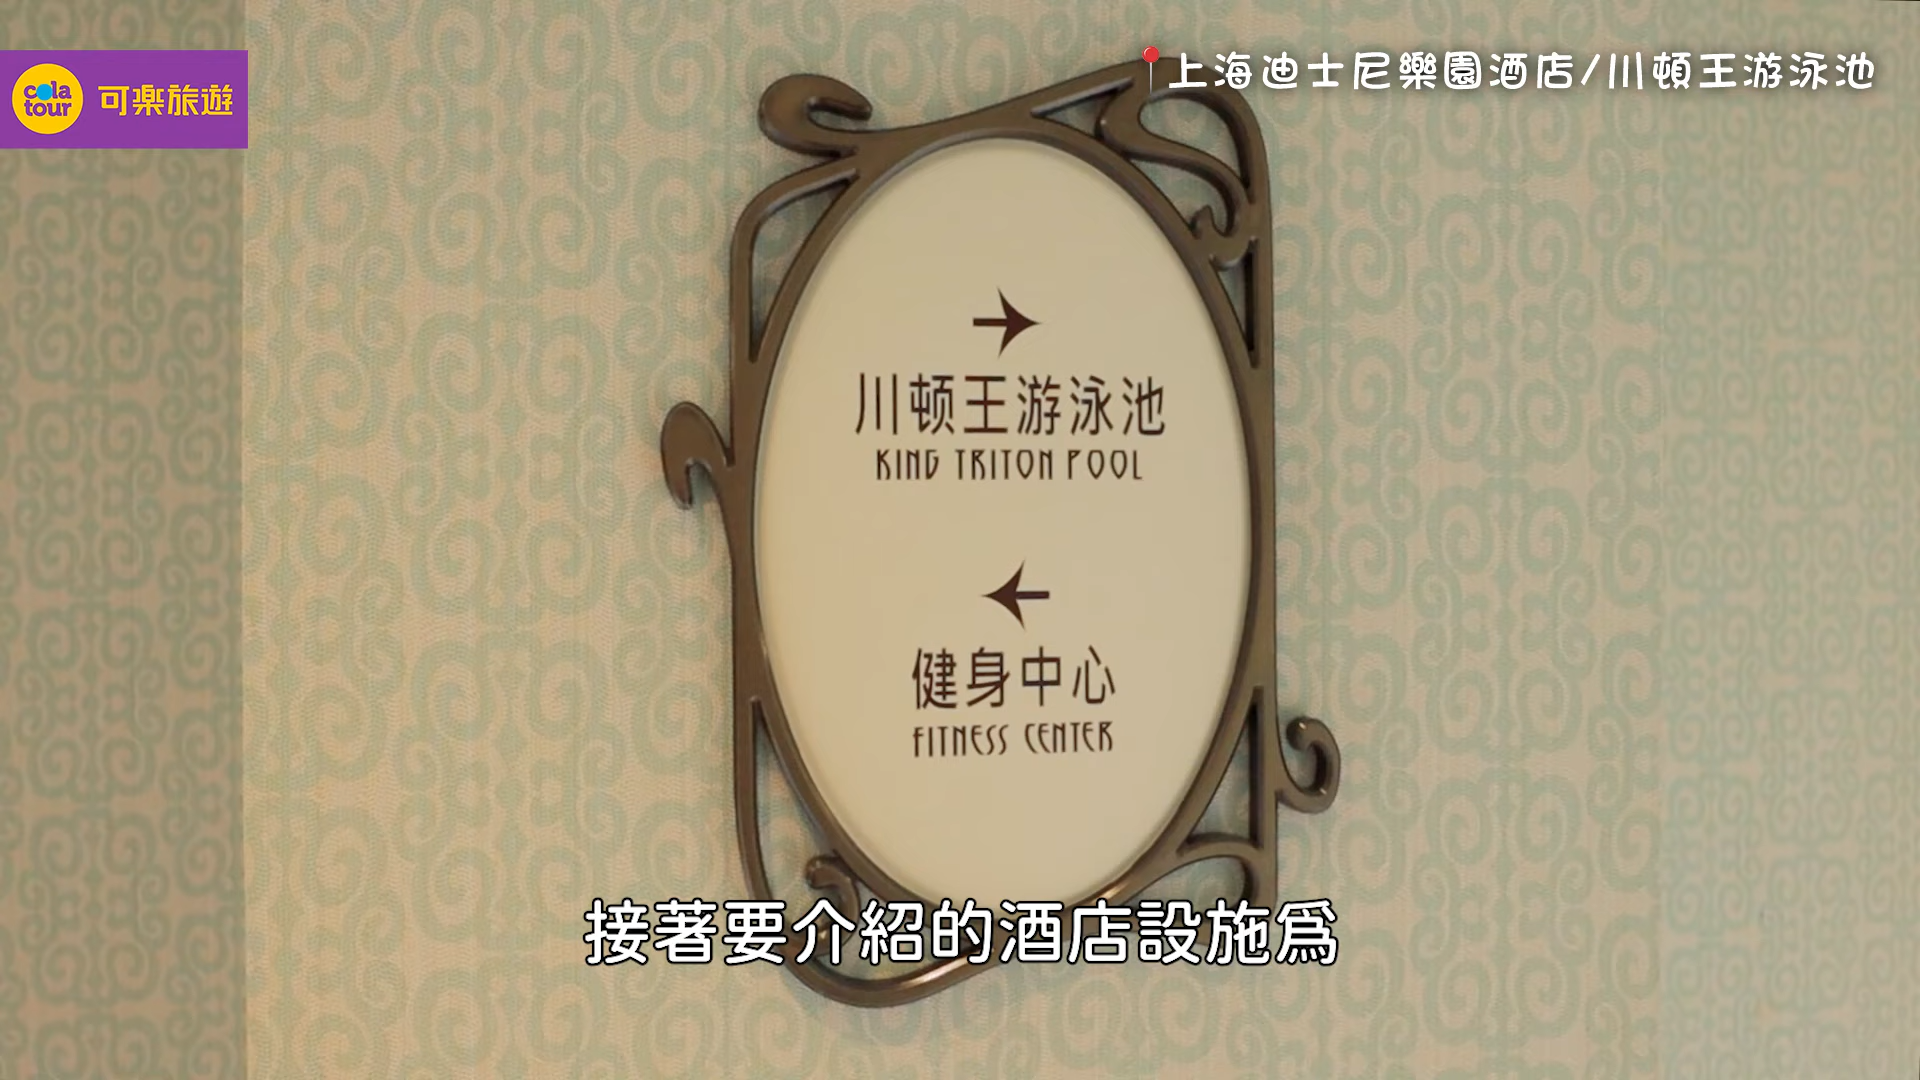 cola
tour
可樂旅遊
上海迪士尼樂園酒店/川頓王游泳池
川顿王游泳池
KING TRITON POOL
健身中心
FITNESS CENTER
接著要介紹的酒店設施為